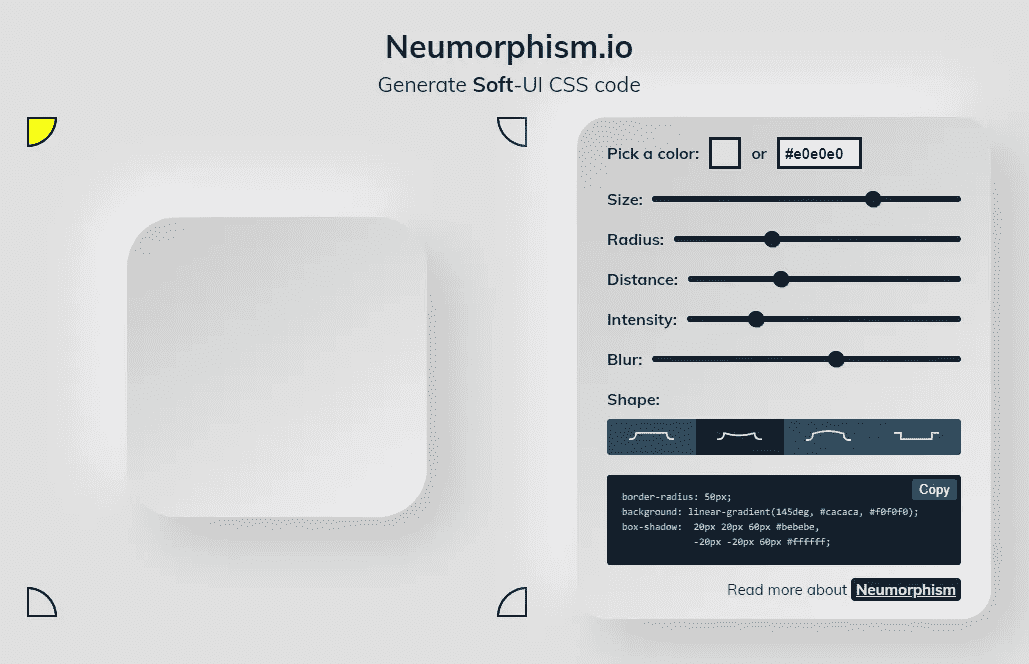 Neumorphism.io
Generate Soft-UI CSS code
Pick a color: or #e0e0e0
Size:
Radius:
Distance:
Intensity:
Blur:
Shape:
Copy
border-radius: 50px;
background: linear-gradient(145deg, #cacaca, #f0f0f0);
box-shadow:  20px 20px 60px #bebebe,
-20px -20px 60px #ffffff;
Read more about Neumorphism